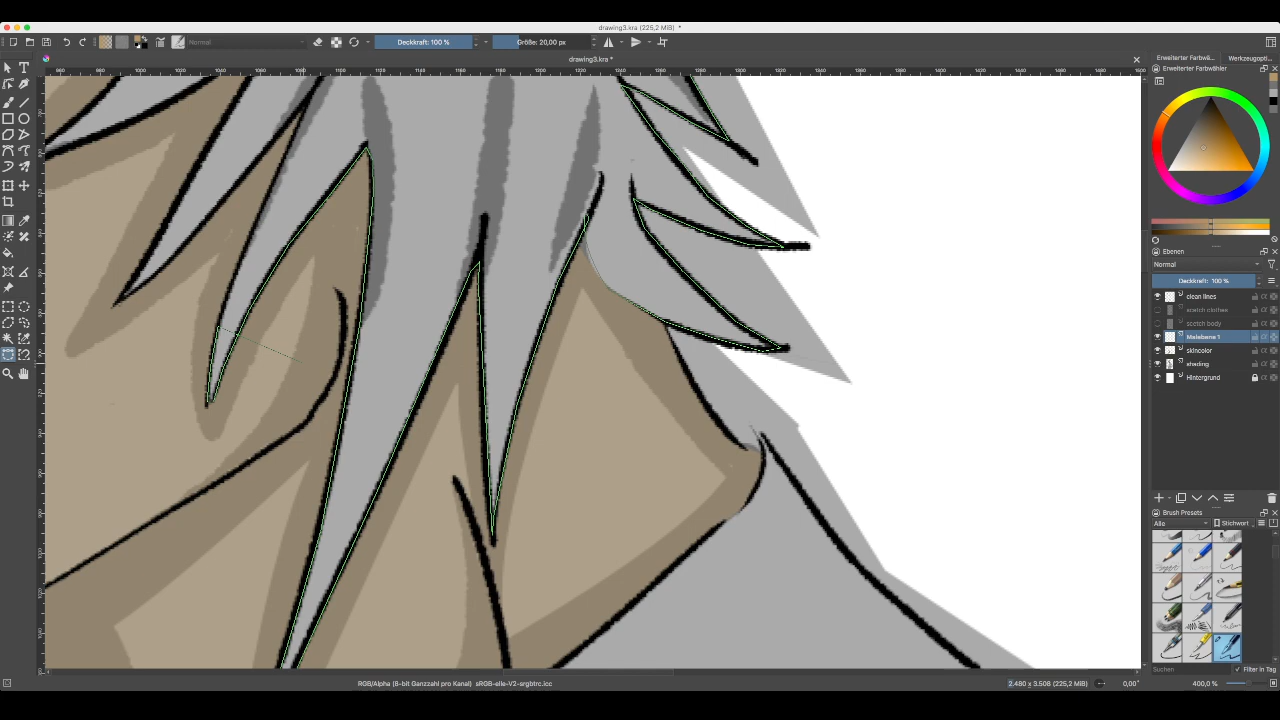 drawing3.kra (225,2 MiB) *
Normal
Deckkraft: 100 %
Größe: 20,00 px
drawing3.kra *
Erweiterter Farbwä...
Werkzeugopti...
Erweiterter Farbwähler
Ebenen
Normal
Deckkraft: 100 %
clean lines
scetch clothee
scetch body
Malebene 1
skincolor
shading
Hintergrund
Brush Presets
Alle
Stichwort
Suchen
Filter in Tag
RGB/Alpha (8-bit Ganzzahl pro Kanal) sRGB-elle-V2-srgbtrc.icc
2.480 x 3.508 (225,2 MiB)
0,00°
400,0 %